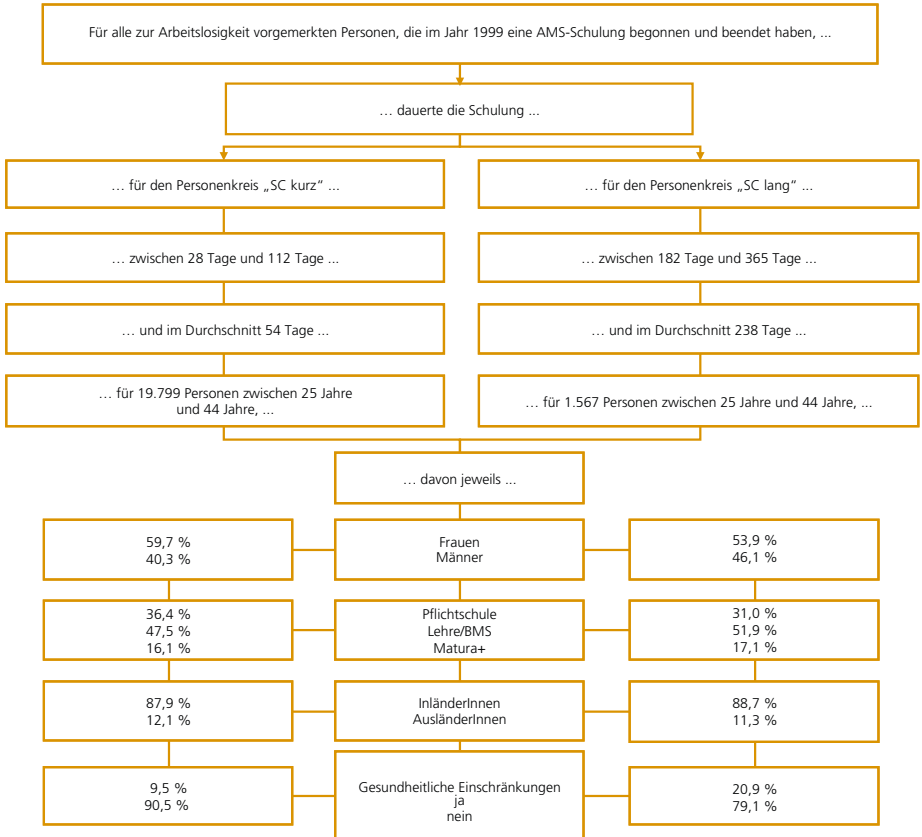 Für alle zur Arbeitslosigkeit vorgemerkten Personen, die im Jahr 1999 eine AMS-Schulung begonnen und beendet haben, ...
... dauerte die Schulung ...
... für den Personenkreis „SC kurz“ ...
... für den Personenkreis „SC lang“ ...
... zwischen 28 Tage und 112 Tage ...
... zwischen 182 Tage und 365 Tage ...
... und im Durchschnitt 54 Tage ...
... und im Durchschnitt 238 Tage ...
... für 19.799 Personen zwischen 25 Jahre
und 44 Jahre, ...
... für 1.567 Personen zwischen 25 Jahre und 44 Jahre, ...
... davon jeweils ...
59,7 %
40,3 %
Frauen
Männer
53,9 %
46,1 %
36,4 %
47,5 %
16,1 %
Pflichtschule
Lehre/BMS
Matura+
31,0 %
51,9 %
17,1 %
87,9 %
12,1 %
InländerInnen
AusländerInnen
88,7 %
11,3 %
9,5 %
90,5 %
Gesundheitliche Einschränkungen
ja
nein
20,9 %
79,1 %